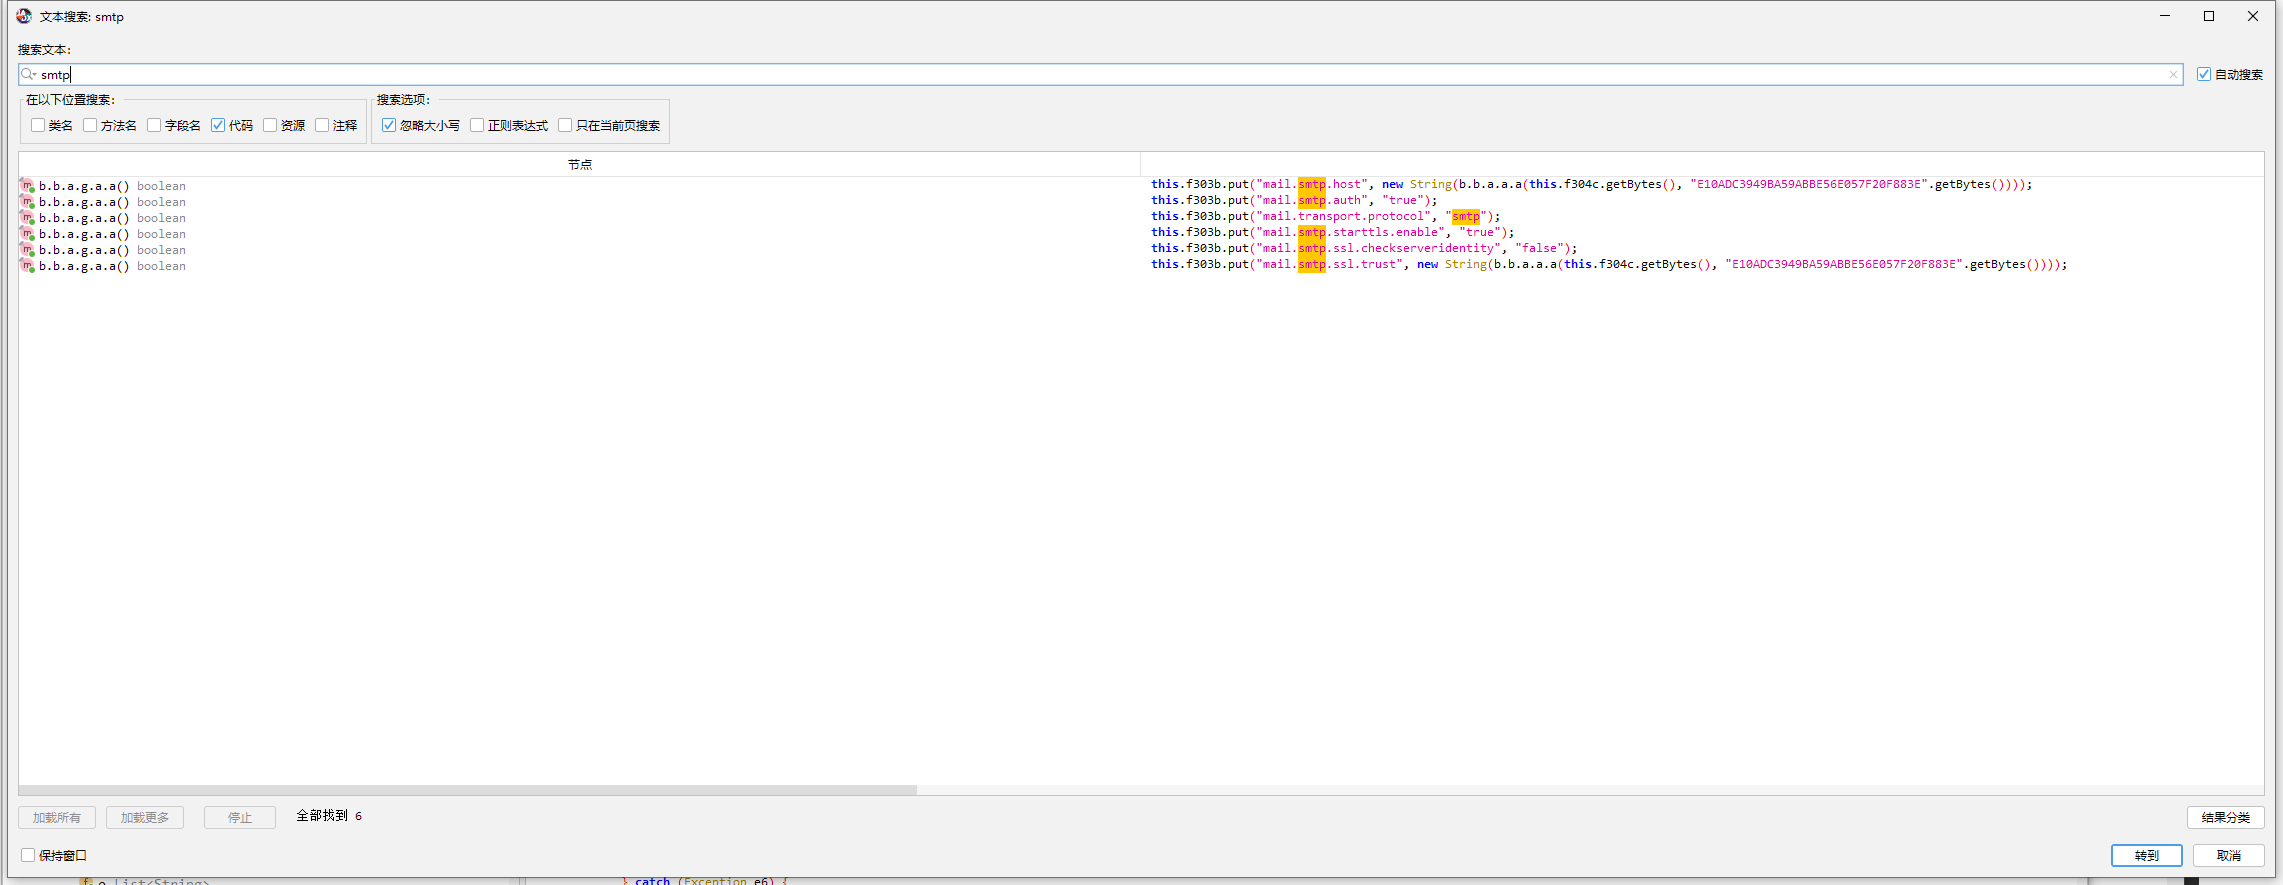 文本搜索: smtp
搜索文本:
smtp
自动搜索
在以下位置搜索:
类名 方法名 字段名 代码 资源 注释
搜索选项:
忽略大小写 正则表达式 只在当前页搜索
节点
b.b.a.g.a.a() boolean this.f303b.put("mail.smtp.host", new String(b.b.a.a.a(this.f304c.getBytes(), "E10ADC3949BA59ABBE56E057F20F883E".getBytes())));
b.b.a.g.a.a() boolean this.f303b.put("mail.smtp.auth", "true");
b.b.a.g.a.a() boolean this.f303b.put("mail.transport.protocol", "smtp");
b.b.a.g.a.a() boolean this.f303b.put("mail.smtp.starttls.enable", "true");
b.b.a.g.a.a() boolean this.f303b.put("mail.smtp.ssl.checkserveridentity", "false");
b.b.a.g.a.a() boolean this.f303b.put("mail.smtp.ssl.trust", new String(b.b.a.a.a(this.f304c.getBytes(), "E10ADC3949BA59ABBE56E057F20F883E".getBytes())));
加载所有 加载更多 停止 全部找到 6 结果分类
保持窗口 转到 取消
e List<String> } catch (Exception e6) {